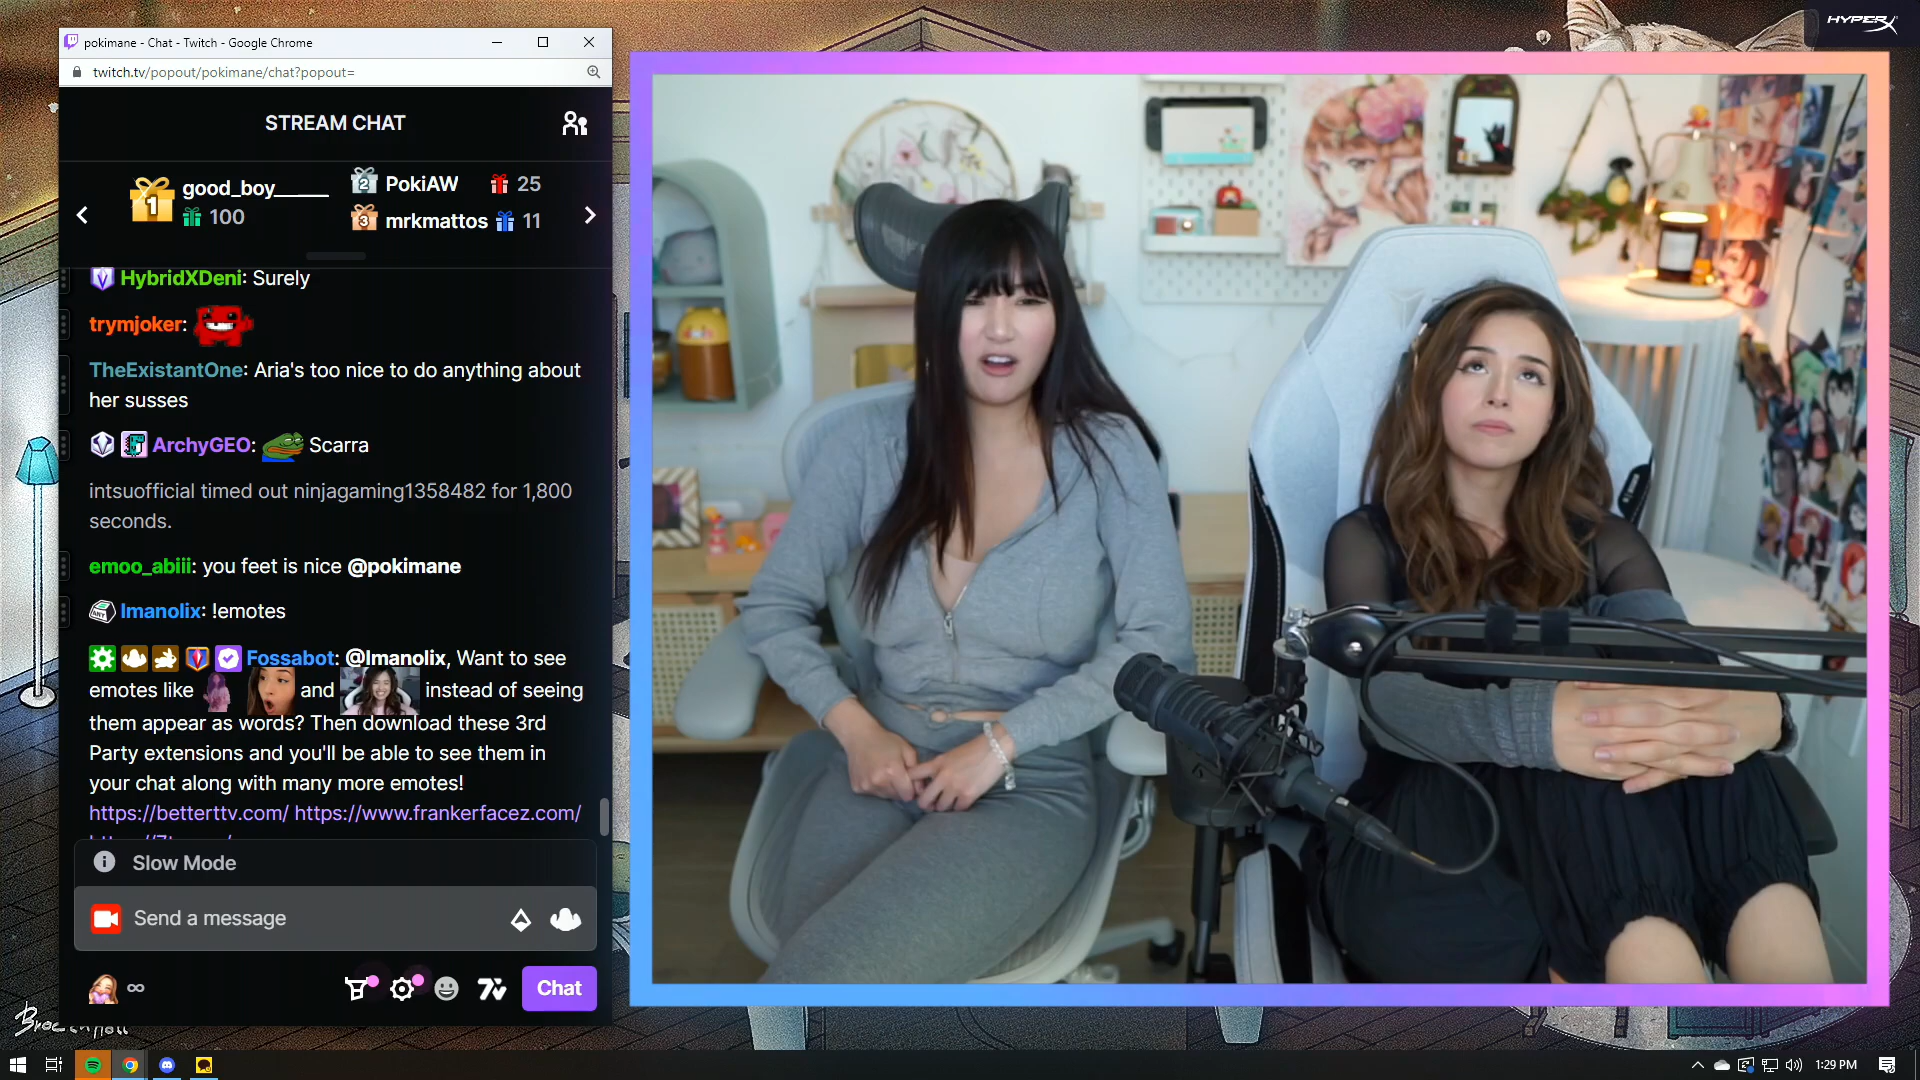 HYPERX
pokimane - Chat - Twitch - Google Chrome
twitch.tv/popout/pokimane/chat?popout=
STREAM CHAT
1 good_boy_____ 100
2 PokiAW 25
3 mrkmattos 11
HybridXDeni: Surely
trymjoker:
TheExistantOne: Aria's too nice to do anything about
her susses
ArchyGEO: Scarra
intsuofficial timed out ninjagaming1358482 for 1,800
seconds.
emoo_abiii: you feet is nice @pokimane
Imanolix: !emotes
Fossabot: @Imanolix, Want to see
emotes like and instead of seeing
them appear as words? Then download these 3rd
Party extensions and you'll be able to see them in
your chat along with many more emotes!
https://betterttv.com/ https://www.frankerfacez.com/
Slow Mode
Send a message
∞
Chat
1:29 PM